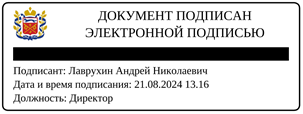 ДОКУМЕНТ ПОДПИСАН
ЭЛЕКТРОННОЙ ПОДПИСЬЮ
Подписант: Лаврухин Андрей Николаевич
Дата и время подписания: 21.08.2024 13.16
Должность: Директор